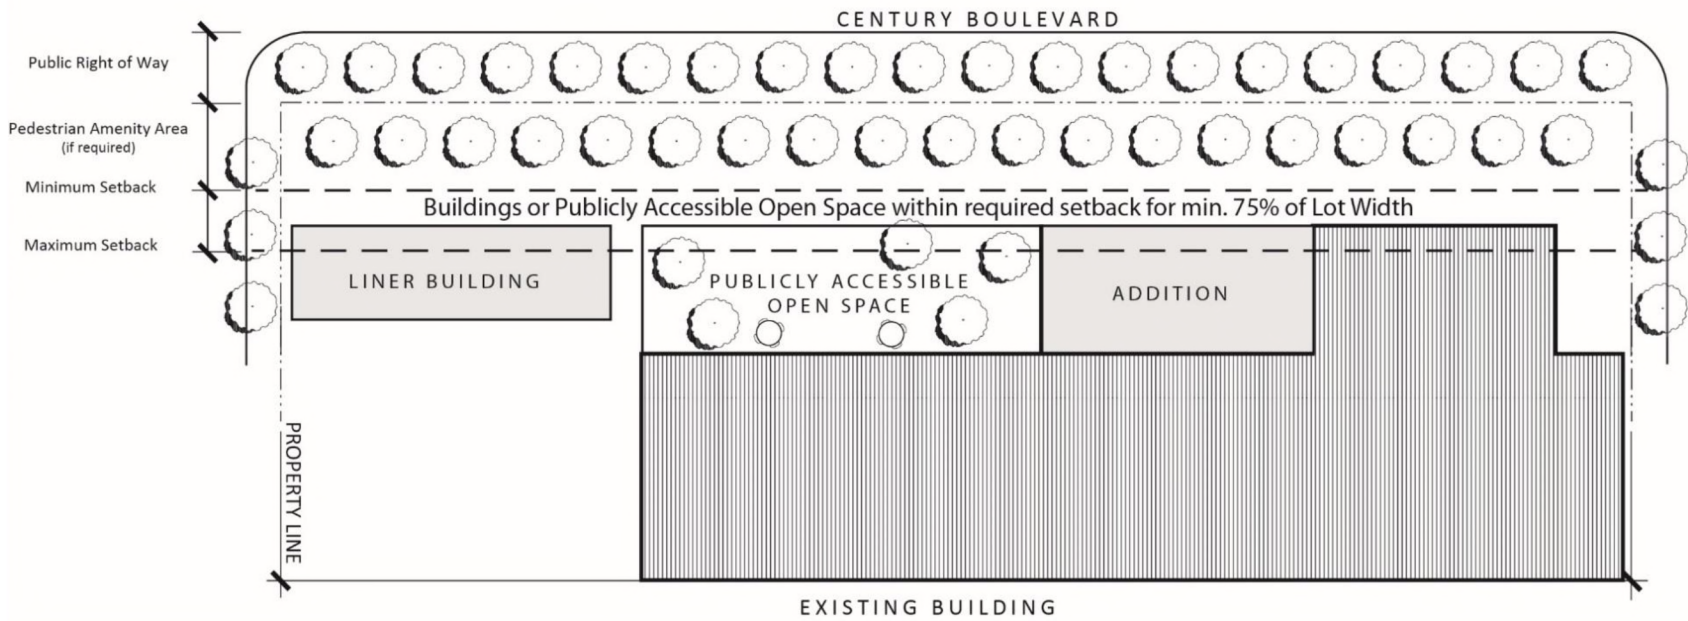 CENTURY BOULEVARD
Public Right of Way
Pedestrian Amenity Area
(if required)
Minimum Setback
Buildings or Publicly Accessible Open Space within required setback for min. 75% of Lot Width
Maximum Setback
LINER BUILDING
PUBLICLY ACCESSIBLE
OPEN SPACE
ADDITION
PROPERTY LINE
EXISTING BUILDING